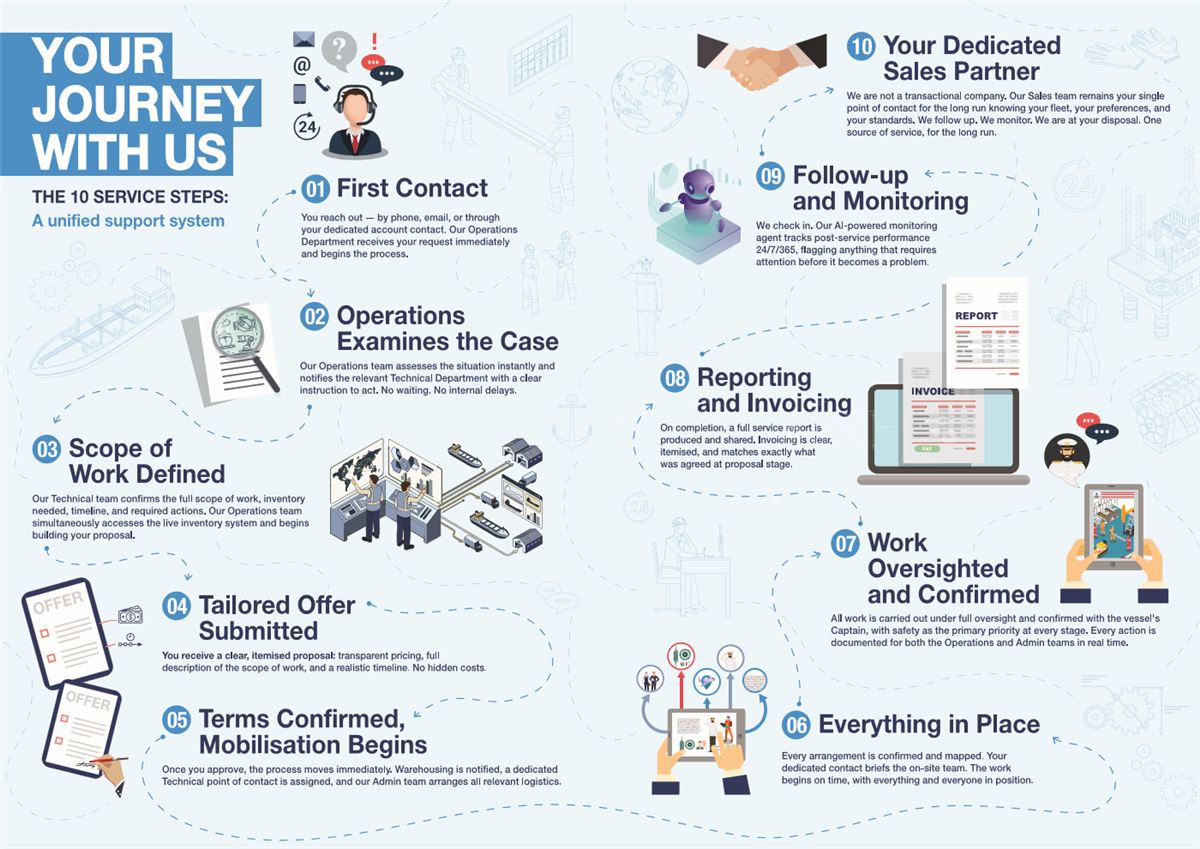 YOUR
JOURNEY
WITH US
THE 10 SERVICE STEPS:
A unified support system
?
!
@
24
01 First Contact
You reach out — by phone, email, or through
your dedicated account contact. Our Operations
Department receives your request immediately
and begins the process.
02 Operations
Examines the Case
Our Operations team assesses the situation instantly and
notifies the relevant Technical Department with a clear
instruction to act. No waiting. No internal delays.
03 Scope of
Work Defined
Our Technical team confirms the full scope of work, inventory
needed, timeline, and required actions. Our Operations team
simultaneously accesses the live inventory system and begins
building your proposal.
OFFER
04 Tailored Offer
Submitted
You receive a clear, itemised proposal: transparent pricing, full
description of the scope of work, and a realistic timeline. No hidden costs.
OFFER
05 Terms Confirmed,
Mobilisation Begins
Once you approve, the process moves immediately. Warehousing is notified, a dedicated
Technical point of contact is assigned, and our Admin team arranges all relevant logistics.
10 Your Dedicated
Sales Partner
We are not a transactional company. Our Sales team remains your single
point of contact for the long run knowing your fleet, your preferences, and
your standards. We follow up. We monitor. We are at your disposal. One
source of service, for the long run.
09 Follow-up
and Monitoring
We check in. Our AI-powered monitoring
agent tracks post-service performance
24/7/365, flagging anything that requires
attention before it becomes a problem.
24
REPORT
INVOICE
PAY
08 Reporting
and Invoicing
On completion, a full service report is
produced and shared. Invoicing is clear,
itemised, and matches exactly what
was agreed at proposal stage.
24
07 Work
Oversighted
and Confirmed
All work is carried out under full oversight and confirmed with the vessel's
Captain, with safety as the primary priority at every stage. Every action is
documented for both the Operations and Admin teams in real time.
06 Everything in Place
Every arrangement is confirmed and mapped. Your
dedicated contact briefs the on-site team. The work
begins on time, with everything and everyone in position.